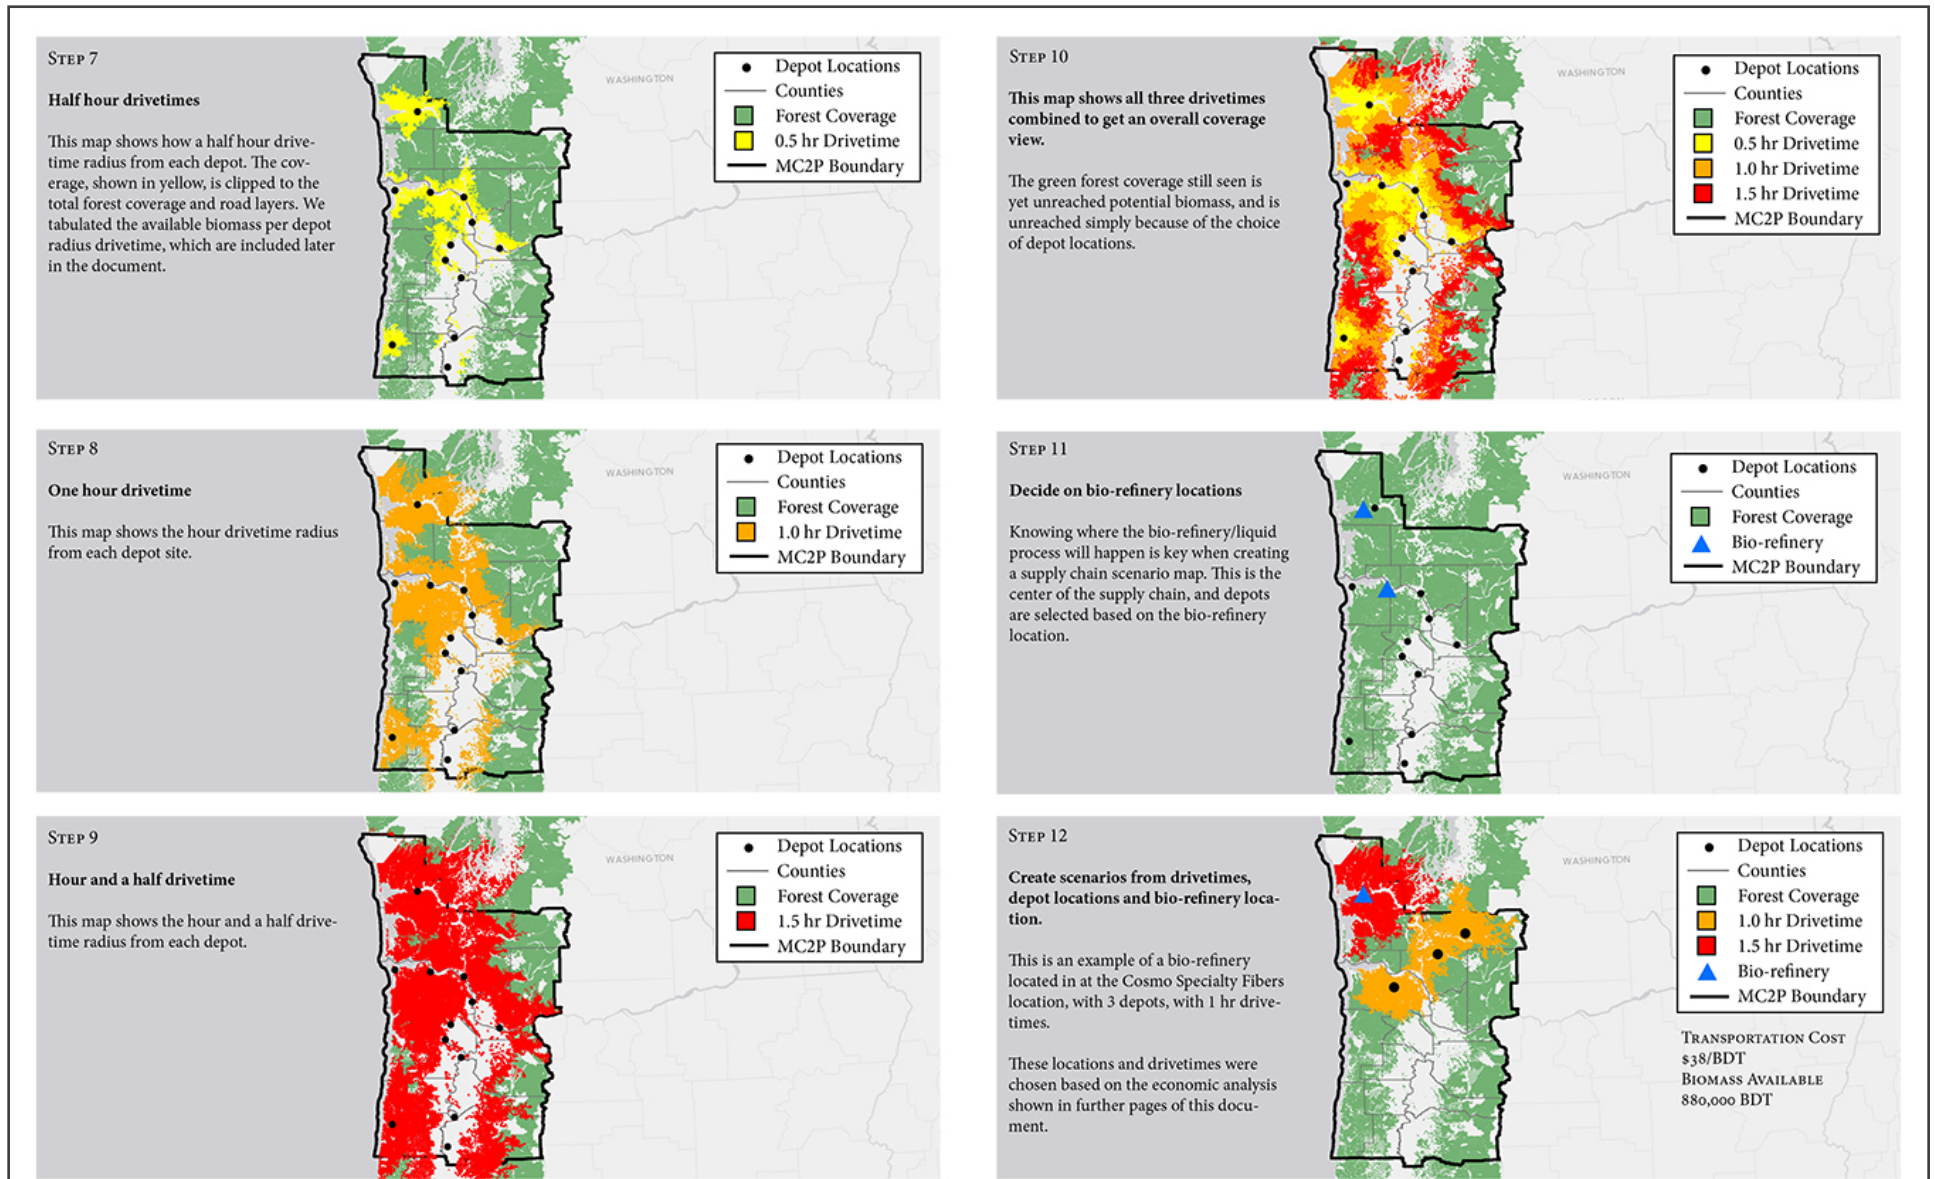 STEP 7
Half hour drivetimes
This map shows how a half hour drive-
time radius from each depot. The cov-
erage, shown in yellow, is clipped to the
total forest coverage and road layers. We
tabulated the available biomass per depot
radius drivetime, which are included later
in the document.
WASHINGTON
Depot Locations
Counties
Forest Coverage
0.5 hr Drivetime
MC2P Boundary
STEP 8
One hour drivetime
This map shows the hour drivetime radius
from each depot site.
WASHINGTON
Depot Locations
Counties
Forest Coverage
1.0 hr Drivetime
MC2P Boundary
STEP 9
Hour and a half drivetime
This map shows the hour and a half drive-
time radius from each depot.
WASHINGTON
Depot Locations
Counties
Forest Coverage
1.5 hr Drivetime
MC2P Boundary
STEP 10
This map shows all three drivetimes
combined to get an overall coverage
view.
The green forest coverage still seen is
yet unreached potential biomass, and is
unreached simply because of the choice
of depot locations.
WASHINGTON
Depot Locations
Counties
Forest Coverage
0.5 hr Drivetime
1.0 hr Drivetime
1.5 hr Drivetime
MC2P Boundary
STEP 11
Decide on bio-refinery locations
Knowing where the bio-refinery/liquid
process will happen is key when creating
a supply chain scenario map. This is the
center of the supply chain, and depots
are selected based on the bio-refinery
location.
WASHINGTON
Depot Locations
Counties
Forest Coverage
Bio-refinery
MC2P Boundary
STEP 12
Create scenarios from drivetimes,
depot locations and bio-refinery loca-
tion.
This is an example of a bio-refinery
located in at the Cosmo Specialty Fibers
location, with 3 depots, with 1 hr drive-
times.
These locations and drivetimes were
chosen based on the economic analysis
shown in further pages of this docu-
ment.
WASHINGTON
Depot Locations
Counties
Forest Coverage
1.0 hr Drivetime
1.5 hr Drivetime
Bio-refinery
MC2P Boundary
TRANSPORTATION COST
$38/BDT
BIOMASS AVAILABLE
880,000 BDT